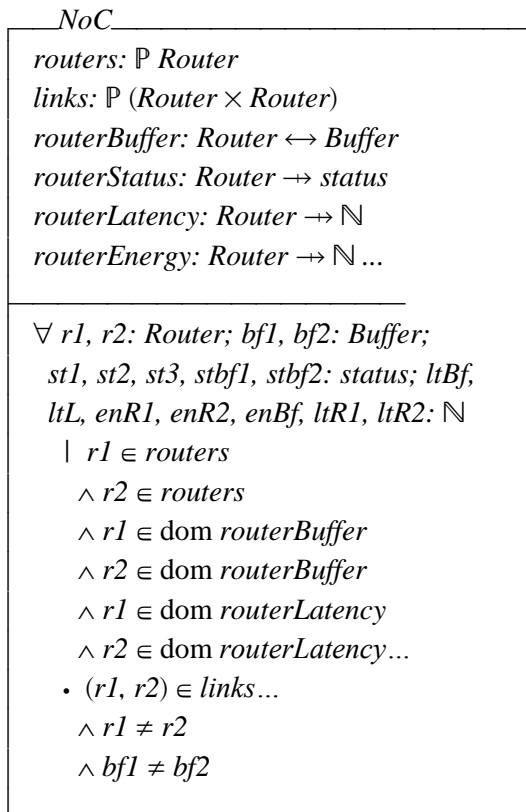 NoC
routers: ℙ Router
links: ℙ (Router × Router)
routerBuffer: Router ↔ Buffer
routerStatus: Router ⇸ status
routerLatency: Router ⇸ ℕ
routerEnergy: Router ⇸ ℕ ...
∀ r1, r2: Router; bf1, bf2: Buffer;
st1, st2, st3, stbf1, stbf2: status; ltBf,
ltL, enR1, enR2, enBf, ltR1, ltR2: ℕ
| r1 ∈ routers
∧ r2 ∈ routers
∧ r1 ∈ dom routerBuffer
∧ r2 ∈ dom routerBuffer
∧ r1 ∈ dom routerLatency
∧ r2 ∈ dom routerLatency...
• (r1, r2) ∈ links...
∧ r1 ≠ r2
∧ bf1 ≠ bf2